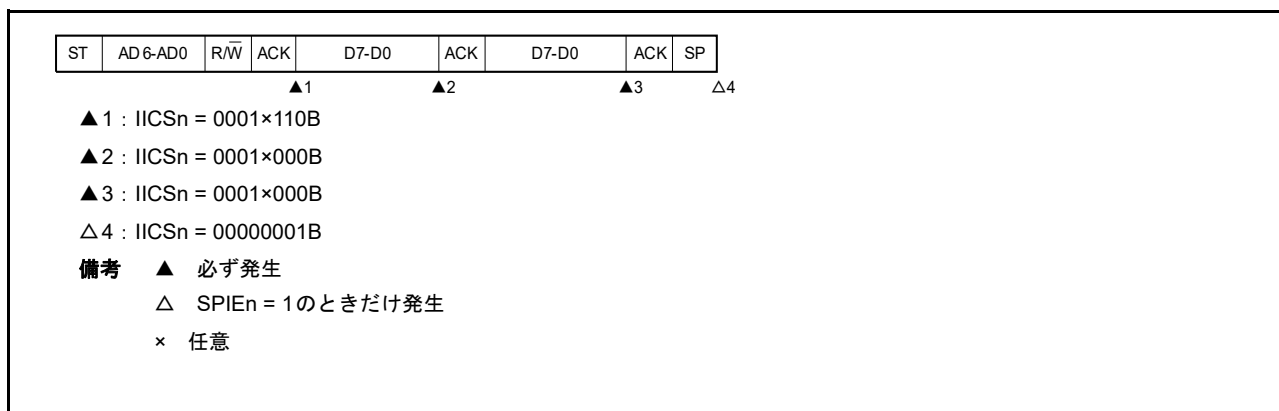 ST AD6-AD0 R/W̅ ACK D7-D0 ACK D7-D0 ACK SP
▲1 ▲2 ▲3 △4
▲1：IICSn = 0001×110B
▲2：IICSn = 0001×000B
▲3：IICSn = 0001×000B
△4：IICSn = 00000001B
備考 ▲ 必ず発生
△ SPIEn = 1のときだけ発生
× 任意